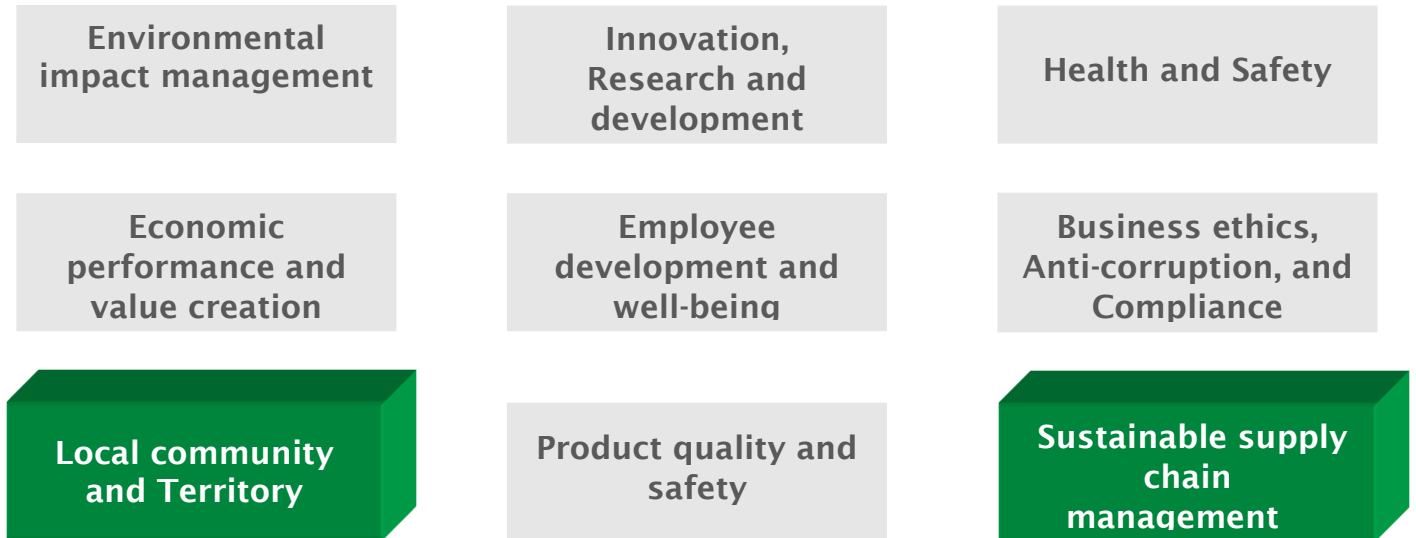 Environmental
impact management
Innovation,
Research and
development
Health and Safety
Economic
performance and
value creation
Employee
development and
well-being
Business ethics,
Anti-corruption, and
Compliance
Local community
and Territory
Product quality and
safety
Sustainable supply
chain
management